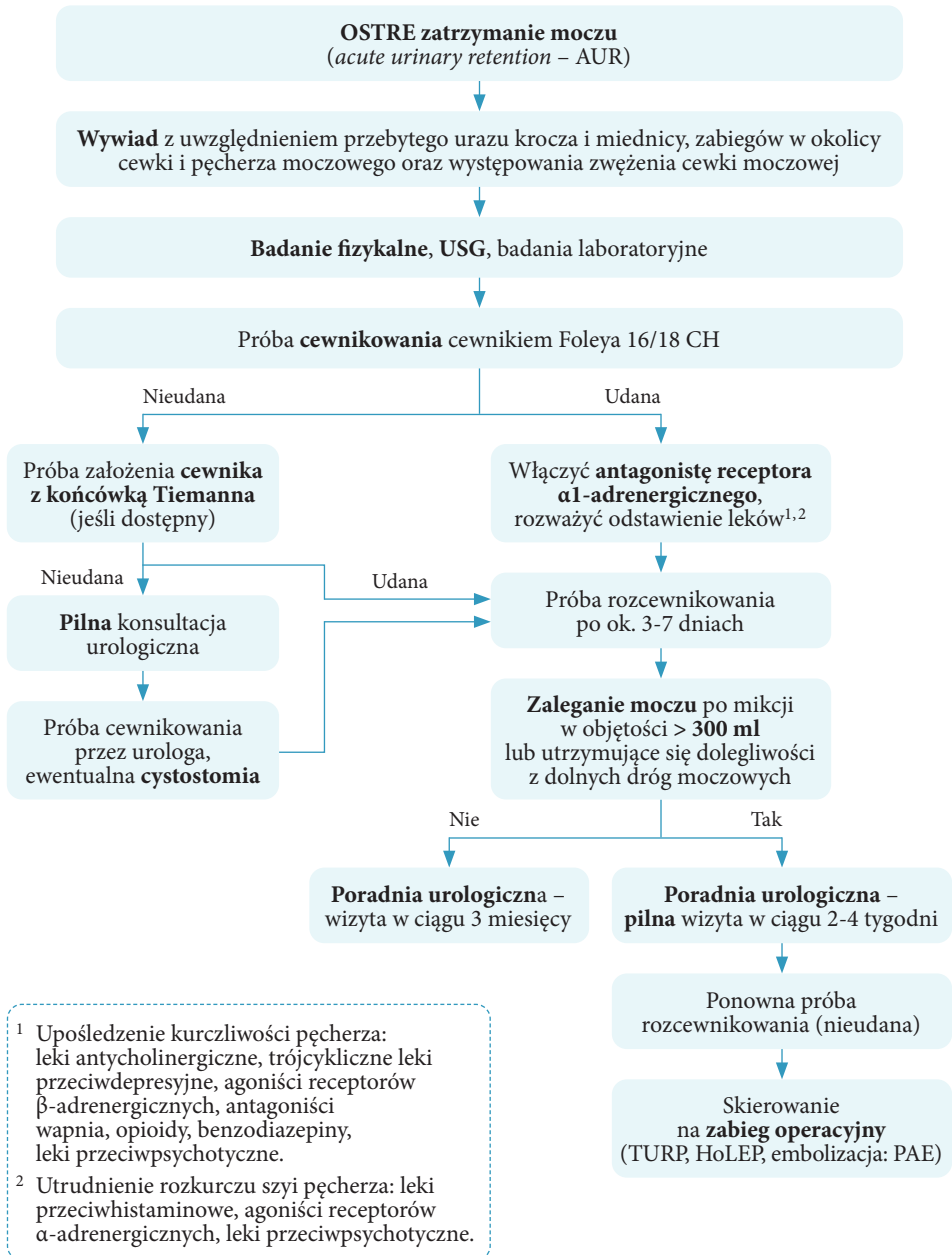 OSTRE zatrzymanie moczu
(acute urinary retention – AUR)
Wywiad z uwzględnieniem przebytego urazu krocza i miednicy, zabiegów w okolicy
cewki i pęcherza moczowego oraz występowania zwężenia cewki moczowej
Badanie fizykalne, USG, badania laboratoryjne
Próba cewnikowania cewnikiem Foleya 16/18 CH
Nieudana
Udana
Próba założenia cewnika
z końcówką Tiemanna
(jeśli dostępny)
Włączyć antagonistę receptora
α1-adrenergicznego,
rozważyć odstawienie leków1,2
Nieudana
Udana
Pilna konsultacja
urologiczna
Próba rozcewnikowania
po ok. 3-7 dniach
Próba cewnikowania
przez urologa,
ewentualna cystostomia
Zaleganie moczu po mikcji
w objętości > 300 ml
lub utrzymujące się dolegliwości
z dolnych dróg moczowych
Nie
Tak
Poradnia urologiczna –
wizyta w ciągu 3 miesięcy
Poradnia urologiczna –
pilna wizyta w ciągu 2-4 tygodni
Ponowna próba
rozcewnikowania (nieudana)
Skierowanie
na zabieg operacyjny
(TURP, HoLEP, embolizacja: PAE)
1 Upośledzenie kurczliwości pęcherza:
leki antycholinergiczne, trójcykliczne leki
przeciwdepresyjne, agoniści receptorów
β-adrenergicznych, antagoniści
wapnia, opioidy, benzodiazepiny,
leki przeciwpsychotyczne.
2 Utrudnienie rozkurczu szyi pęcherza: leki
przeciwhistaminowe, agoniści receptorów
α-adrenergicznych, leki przeciwpsychotyczne.